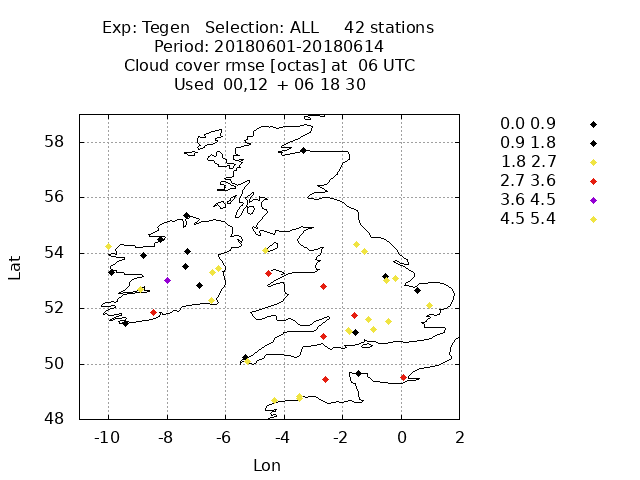 Exp: Tegen Selection: ALL 42 stations
Period: 20180601-20180614
Cloud cover rmse [octas] at 06 UTC
Used 00,12 + 06 18 30
0.0 0.9
0.9 1.8
1.8 2.7
2.7 3.6
3.6 4.5
4.5 5.4
58
56
54
52
50
48
Lat
-10 -8 -6 -4 -2 0 2
Lon